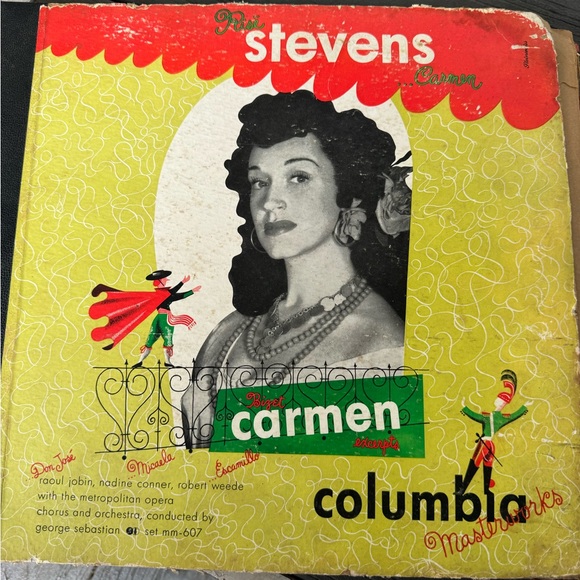 Risë
stevens
...Carmen
Bizet
carmen
excerpts
Don José Micaela Escamillo
raoul jobin, nadine conner, robert weede
with the metropolitan opera
chorus and orchestra, conducted by
george sebastian set mm-607
columbia
Masterworks